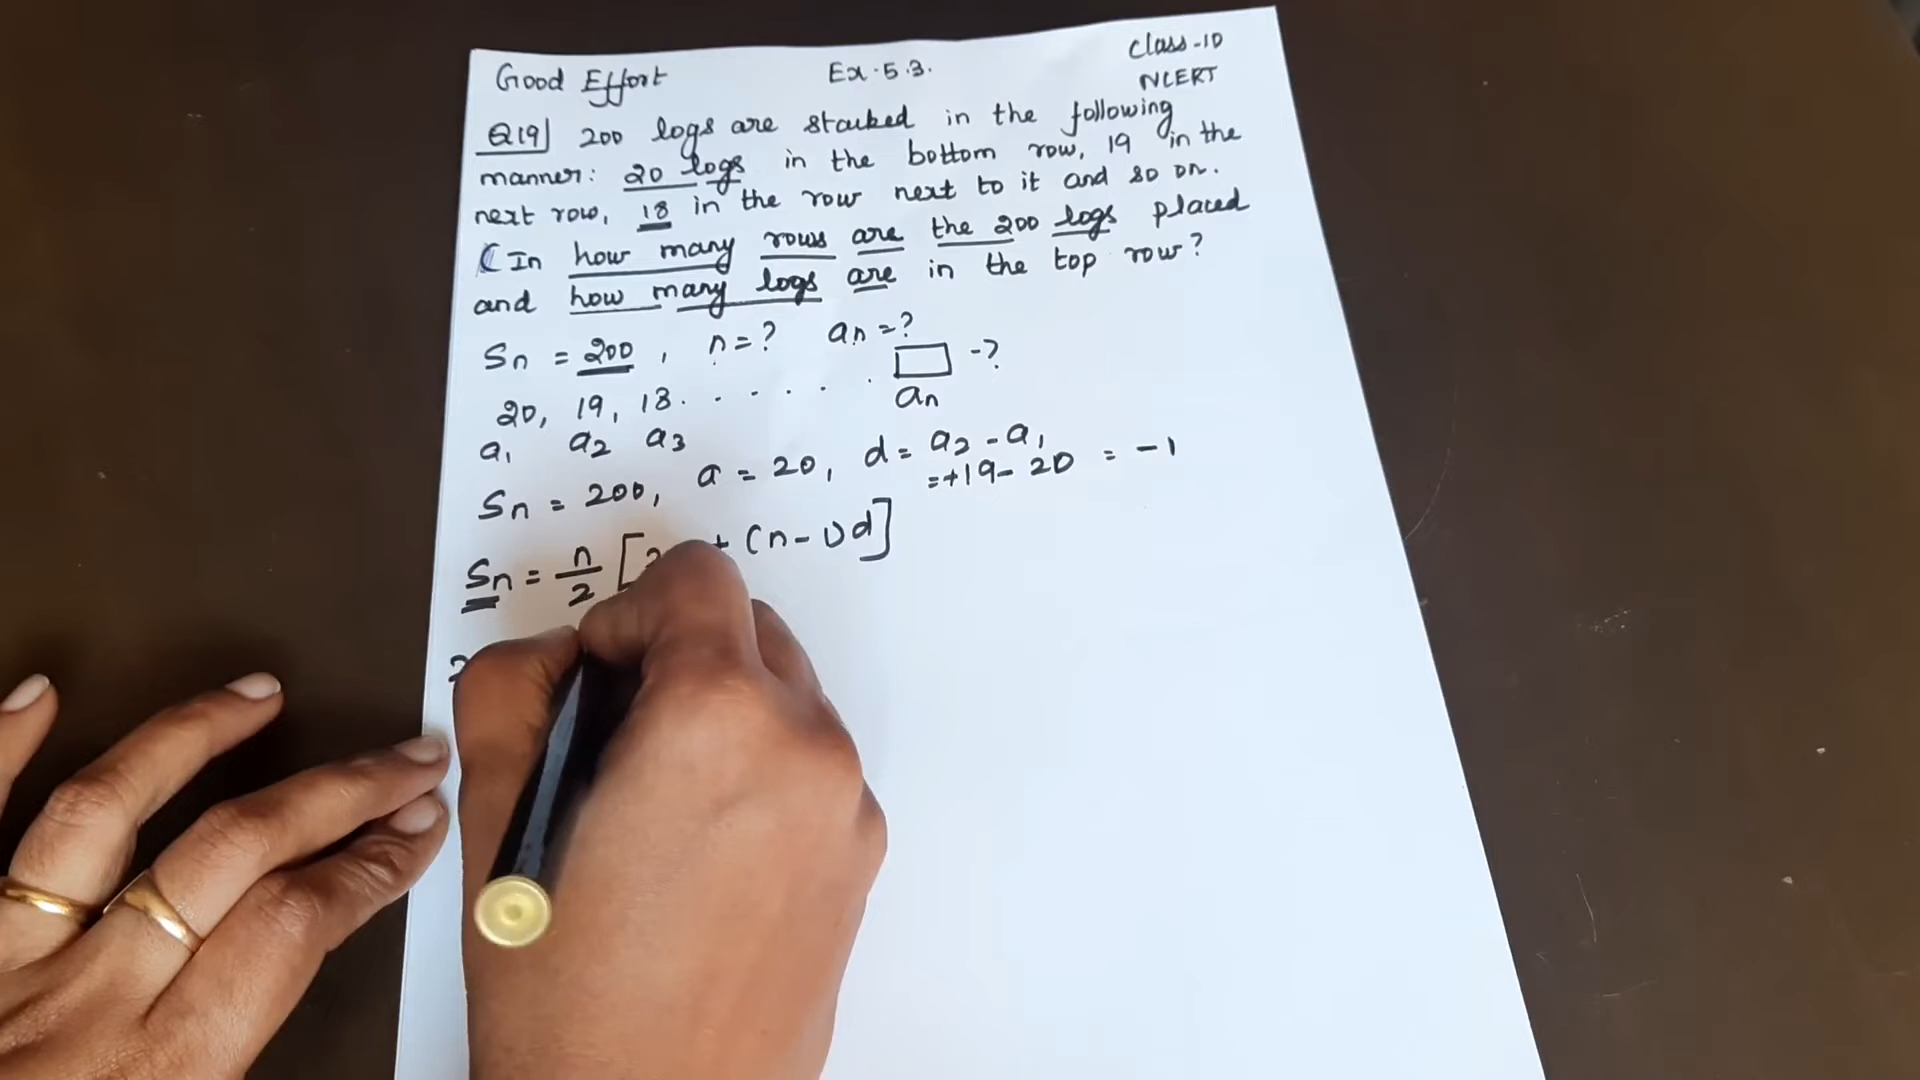 Good Effort Ex.5.3. Class-10
NCERT
Q19] 200 logs are stacked in the following
manner: 20 logs in the bottom row, 19 in the
next row, 18 in the row next to it and so on.
(In how many rows are the 200 logs placed
and how many logs are in the top row?
Sn = 200, n=? an=?
20, 19, 18. . . . . . . -?
a1 a2 a3 an
Sn = 200, a = 20, d = a2 - a1
=+19-20 = -1
Sn = n/2 [2 + (n-1)d]
2